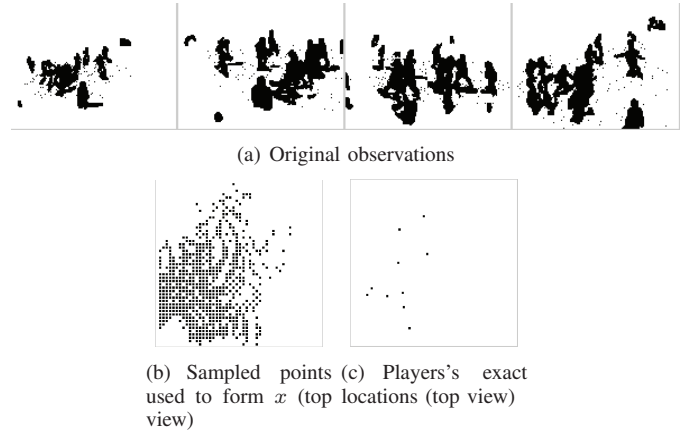 (a) Original observations
(b) Sampled points
used to form x (top
view)
(c) Players's exact
locations (top view)